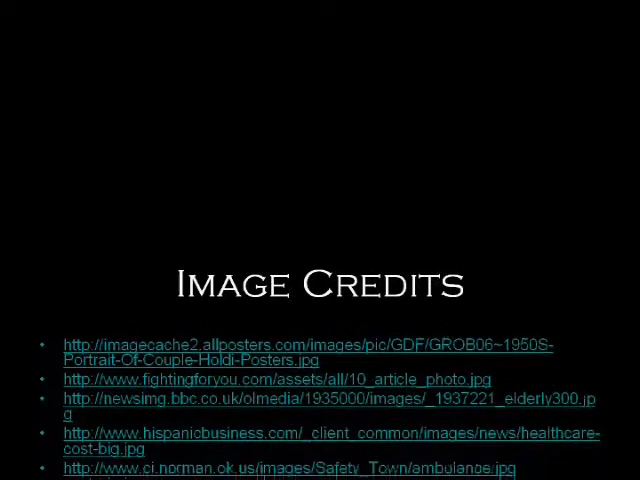 IMAGE CREDITS
• http://imagecache2.allposters.com/images/pic/GDF/GROB06~1950S-
Portrait-Of-Couple-Holdi-Posters.jpg
• http://www.fightingforyou.com/assets/all/10_article_photo.jpg
• http://newsimg.bbc.co.uk/olmedia/1935000/images/_1937221_elderly300.jp
g
• http://www.hispanicbusiness.com/_client_common/images/news/healthcare-
cost-big.jpg
• http://www.ci.norman.ok.us/images/Safety_Town/ambulance.jpg